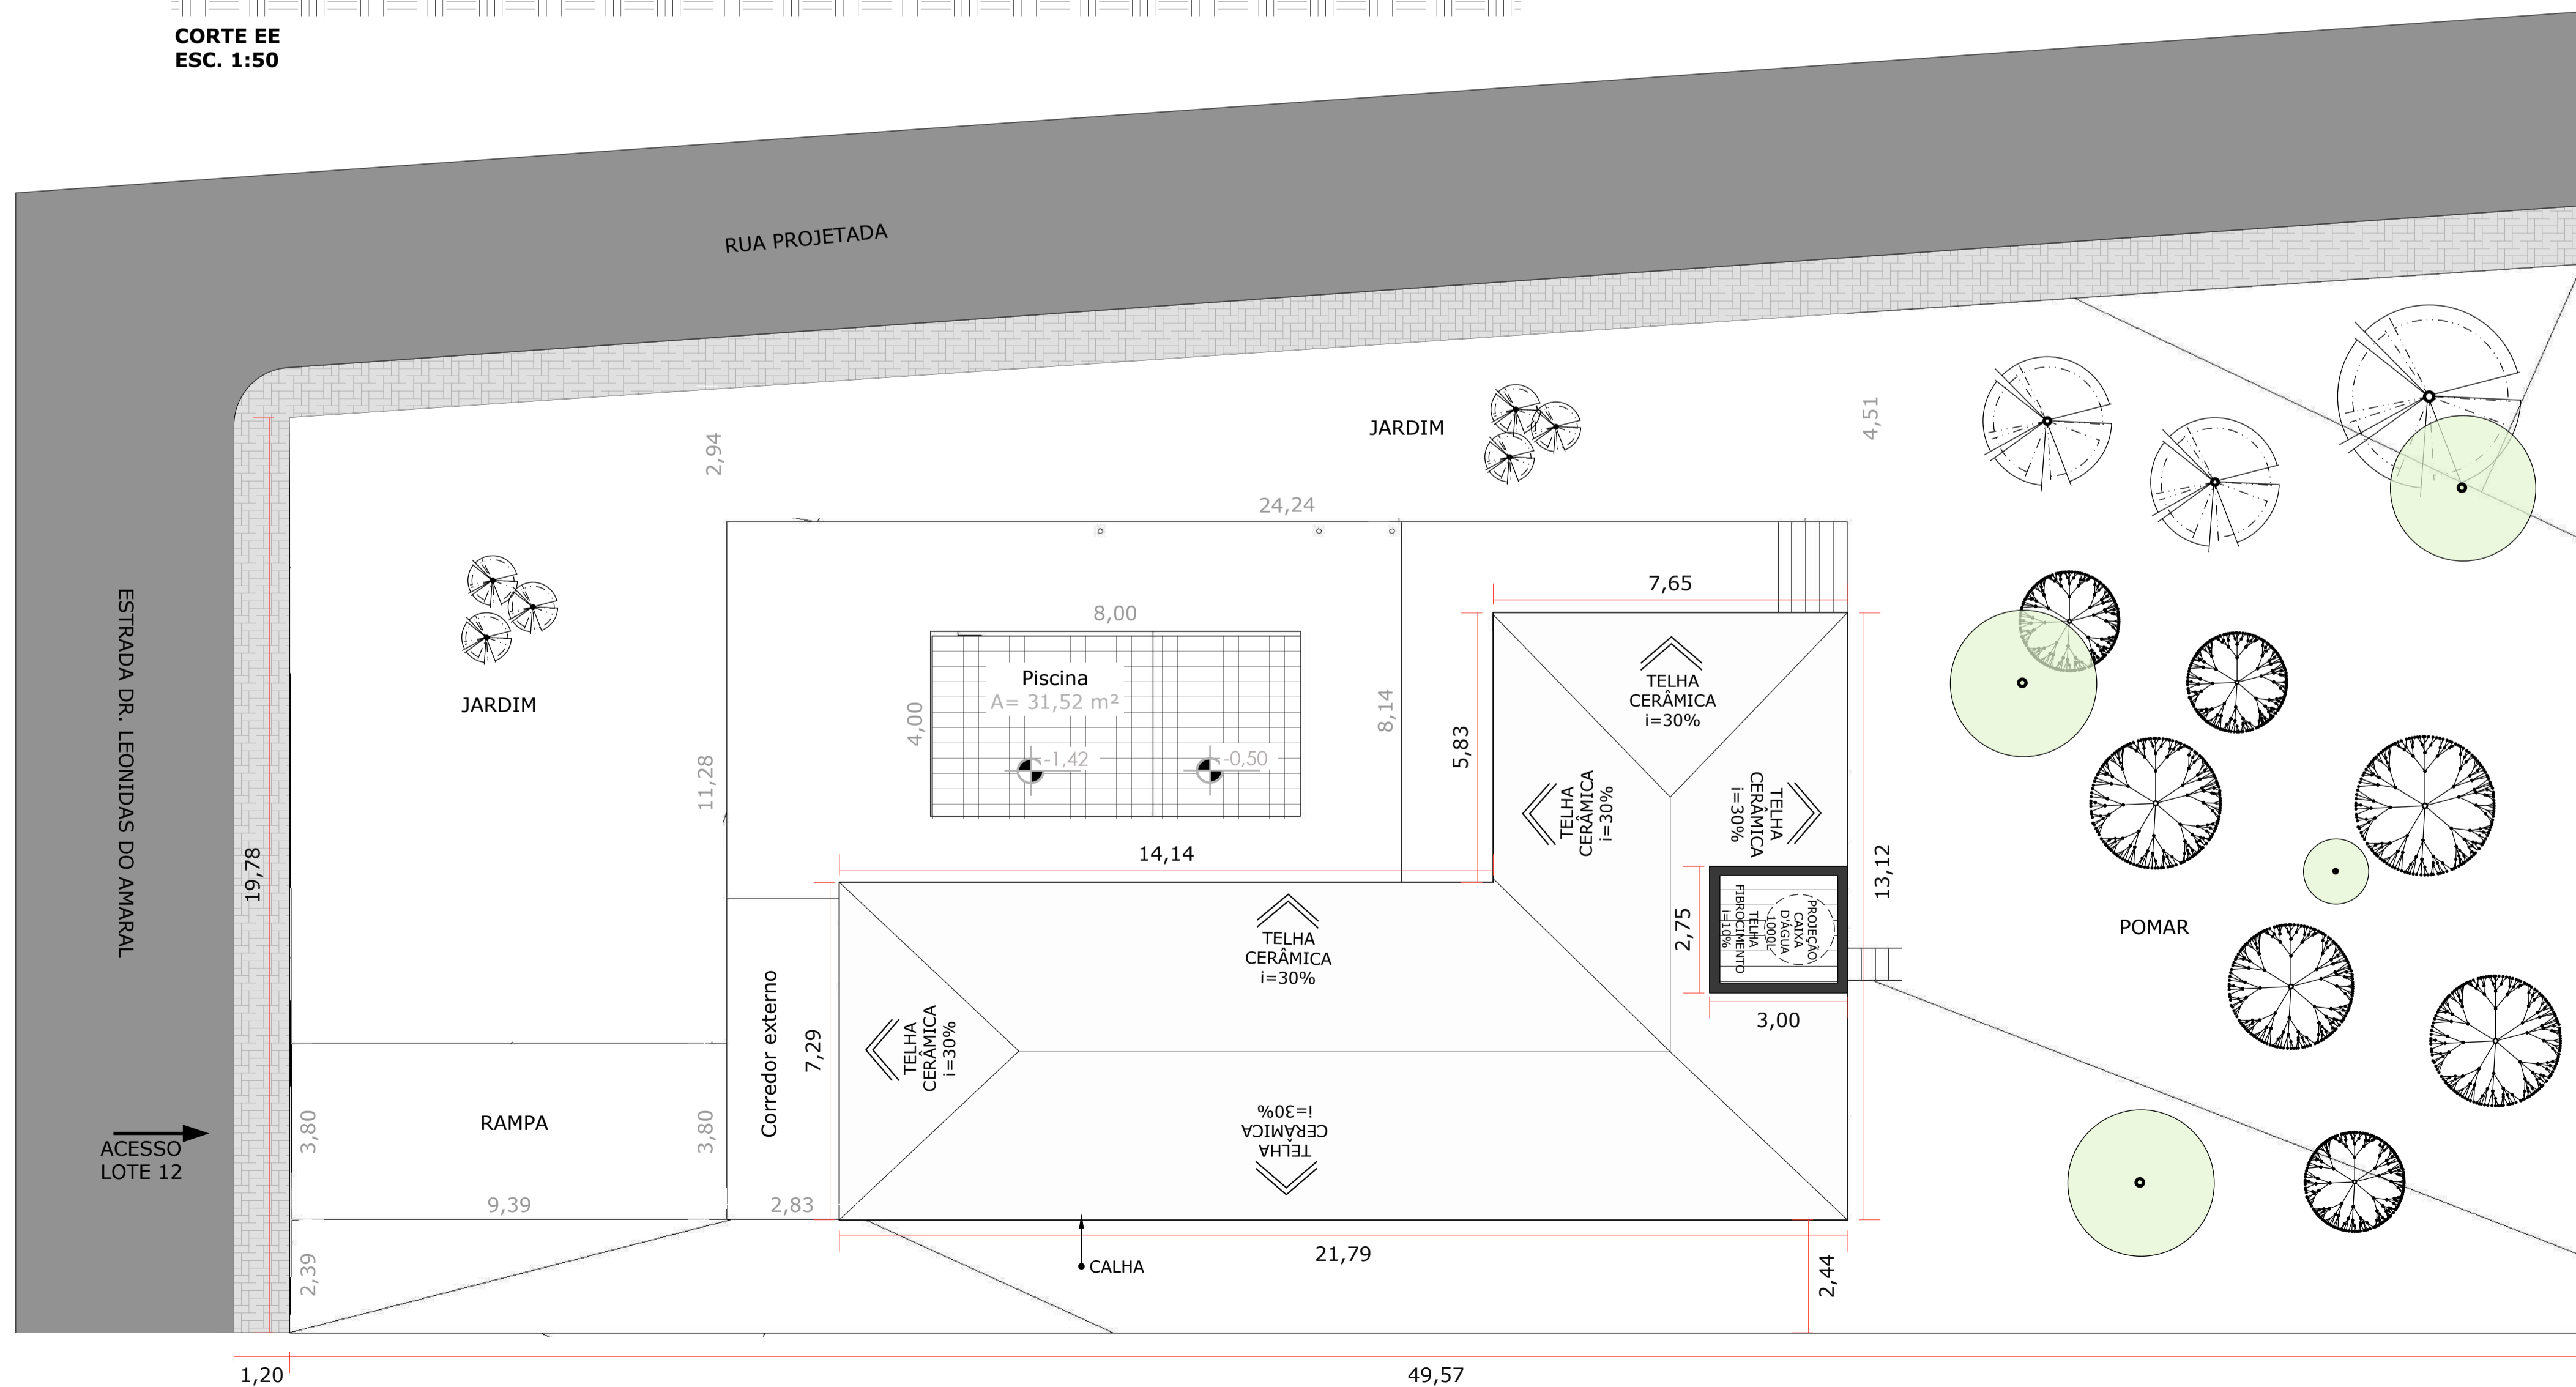 CORTE EE
ESC. 1:50
RUA PROJETADA
JARDIM
4,51
2,94
24,24
7,65
8,00
ESTRADA DR. LEONIDAS DO AMARAL
JARDIM
Piscina
A= 31,52 m²
4,00
-1,42
-0,50
8,14
5,83
11,28
TELHA
CERÂMICA
i=30%
TELHA
CERÂMICA
i=30%
TELHA
CERÂMICA
i=30%
14,14
19,78
13,12
2,75
PROJEÇÃO
CAIXA
D'ÁGUA
1000L
TELHA
FIBROCIMENTO
i=10%
3,00
POMAR
TELHA
CERÂMICA
i=30%
TELHA
CERÂMICA
i=30%
7,29
Corredor externo
TELHA
CERÂMICA
i=30%
RAMPA
3,80
3,80
ACESSO
LOTE 12
9,39
2,83
2,39
CALHA
21,79
2,44
1,20
49,57